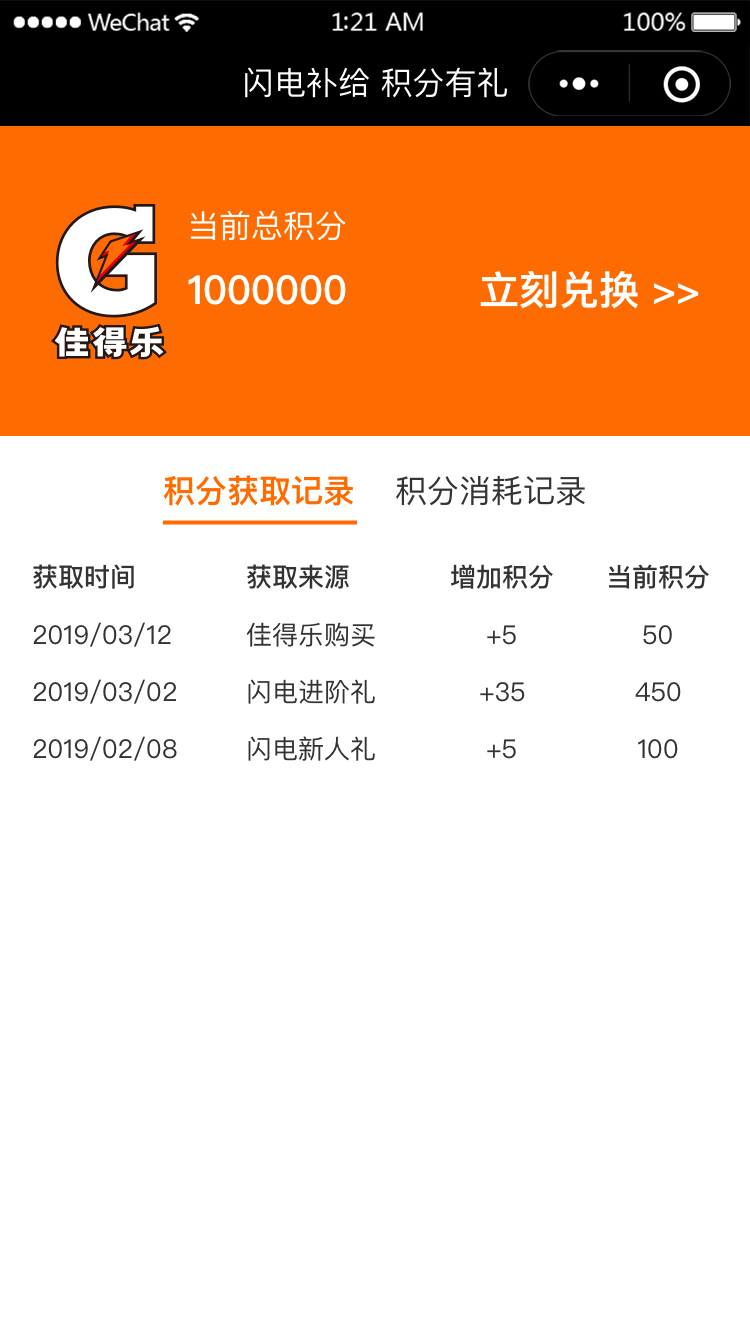 WeChat 1:21 AM 100%
闪电补给 积分有礼
当前总积分
1000000
立刻兑换 >>
G
佳得乐
积分获取记录 积分消耗记录
获取时间 获取来源 增加积分 当前积分
2019/03/12 佳得乐购买 +5 50
2019/03/02 闪电进阶礼 +35 450
2019/02/08 闪电新人礼 +5 100